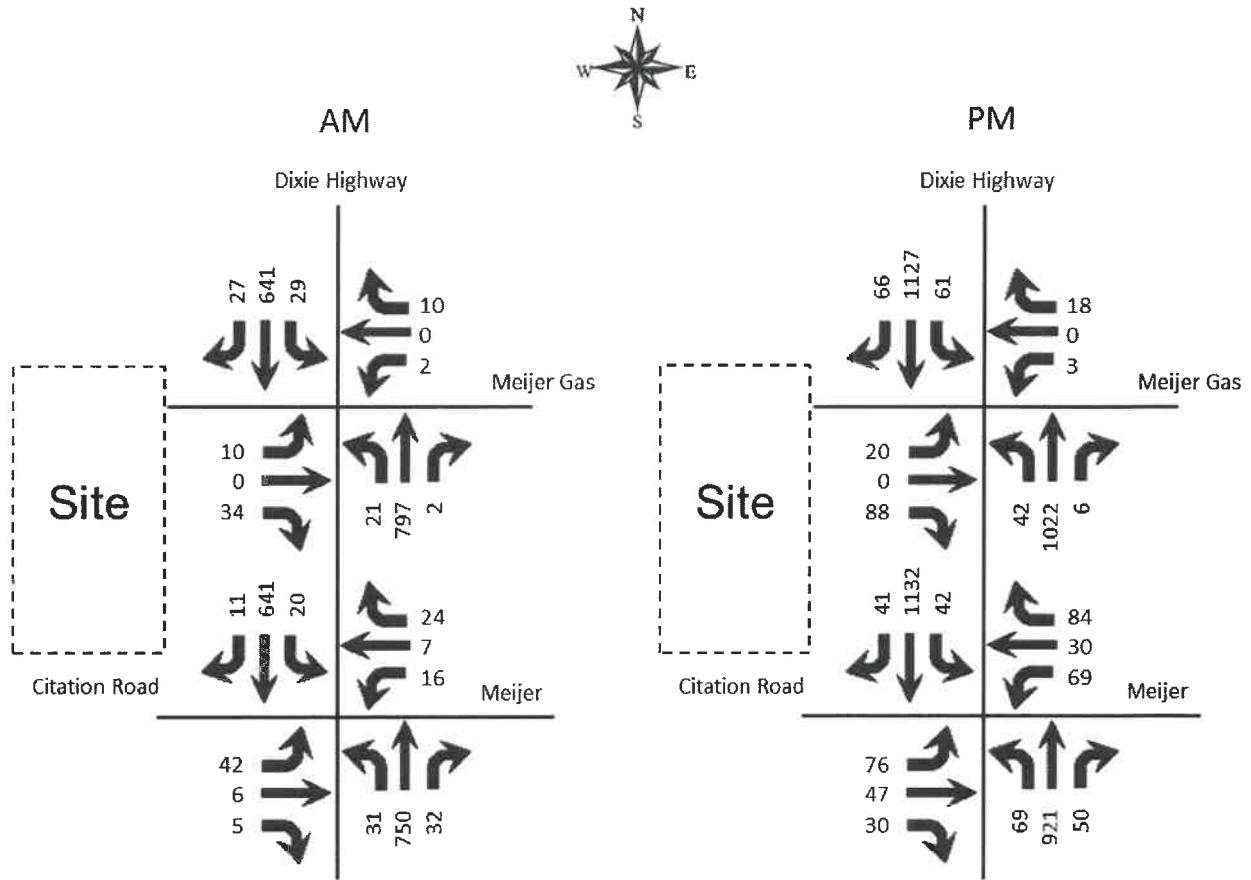 N
W E
S
AM
Dixie Highway
27 641 29
10
0
2
Meijer Gas
10
0
34
21 797 2
Site
11 641 20
24
7
16
Citation Road
Meijer
42
6
5
31 750 32
PM
Dixie Highway
66 1127 61
18
0
3
Meijer Gas
20
0
88
42 1022 6
Site
41 1132 42
84
30
69
Citation Road
Meijer
76
47
30
69 921 50